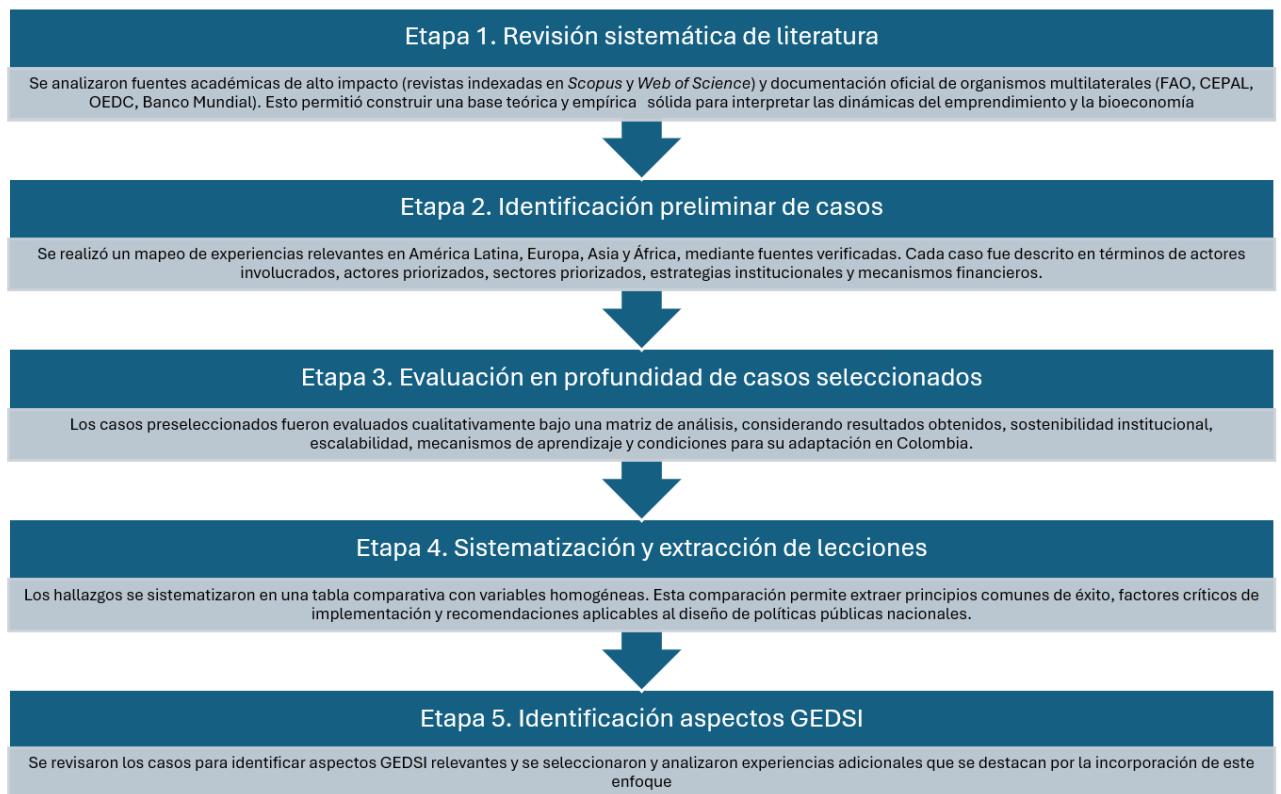 Etapa 1. Revisión sistemática de literatura
Se analizaron fuentes académicas de alto impacto (revistas indexadas en Scopus y Web of Science) y documentación oficial de organismos multilaterales (FAO, CEPAL,
OEDC, Banco Mundial). Esto permitió construir una base teórica y empírica sólida para interpretar las dinámicas del emprendimiento y la bioeconomía
Etapa 2. Identificación preliminar de casos
Se realizó un mapeo de experiencias relevantes en América Latina, Europa, Asia y África, mediante fuentes verificadas. Cada caso fue descrito en términos de actores
involucrados, actores priorizados, sectores priorizados, estrategias institucionales y mecanismos financieros.
Etapa 3. Evaluación en profundidad de casos seleccionados
Los casos preseleccionados fueron evaluados cualitativamente bajo una matriz de análisis, considerando resultados obtenidos, sostenibilidad institucional,
escalabilidad, mecanismos de aprendizaje y condiciones para su adaptación en Colombia.
Etapa 4. Sistematización y extracción de lecciones
Los hallazgos se sistematizaron en una tabla comparativa con variables homogéneas. Esta comparación permite extraer principios comunes de éxito, factores críticos de
implementación y recomendaciones aplicables al diseño de políticas públicas nacionales.
Etapa 5. Identificación aspectos GEDSI
Se revisaron los casos para identificar aspectos GEDSI relevantes y se seleccionaron y analizaron experiencias adicionales que se destacan por la incorporación de este
enfoque